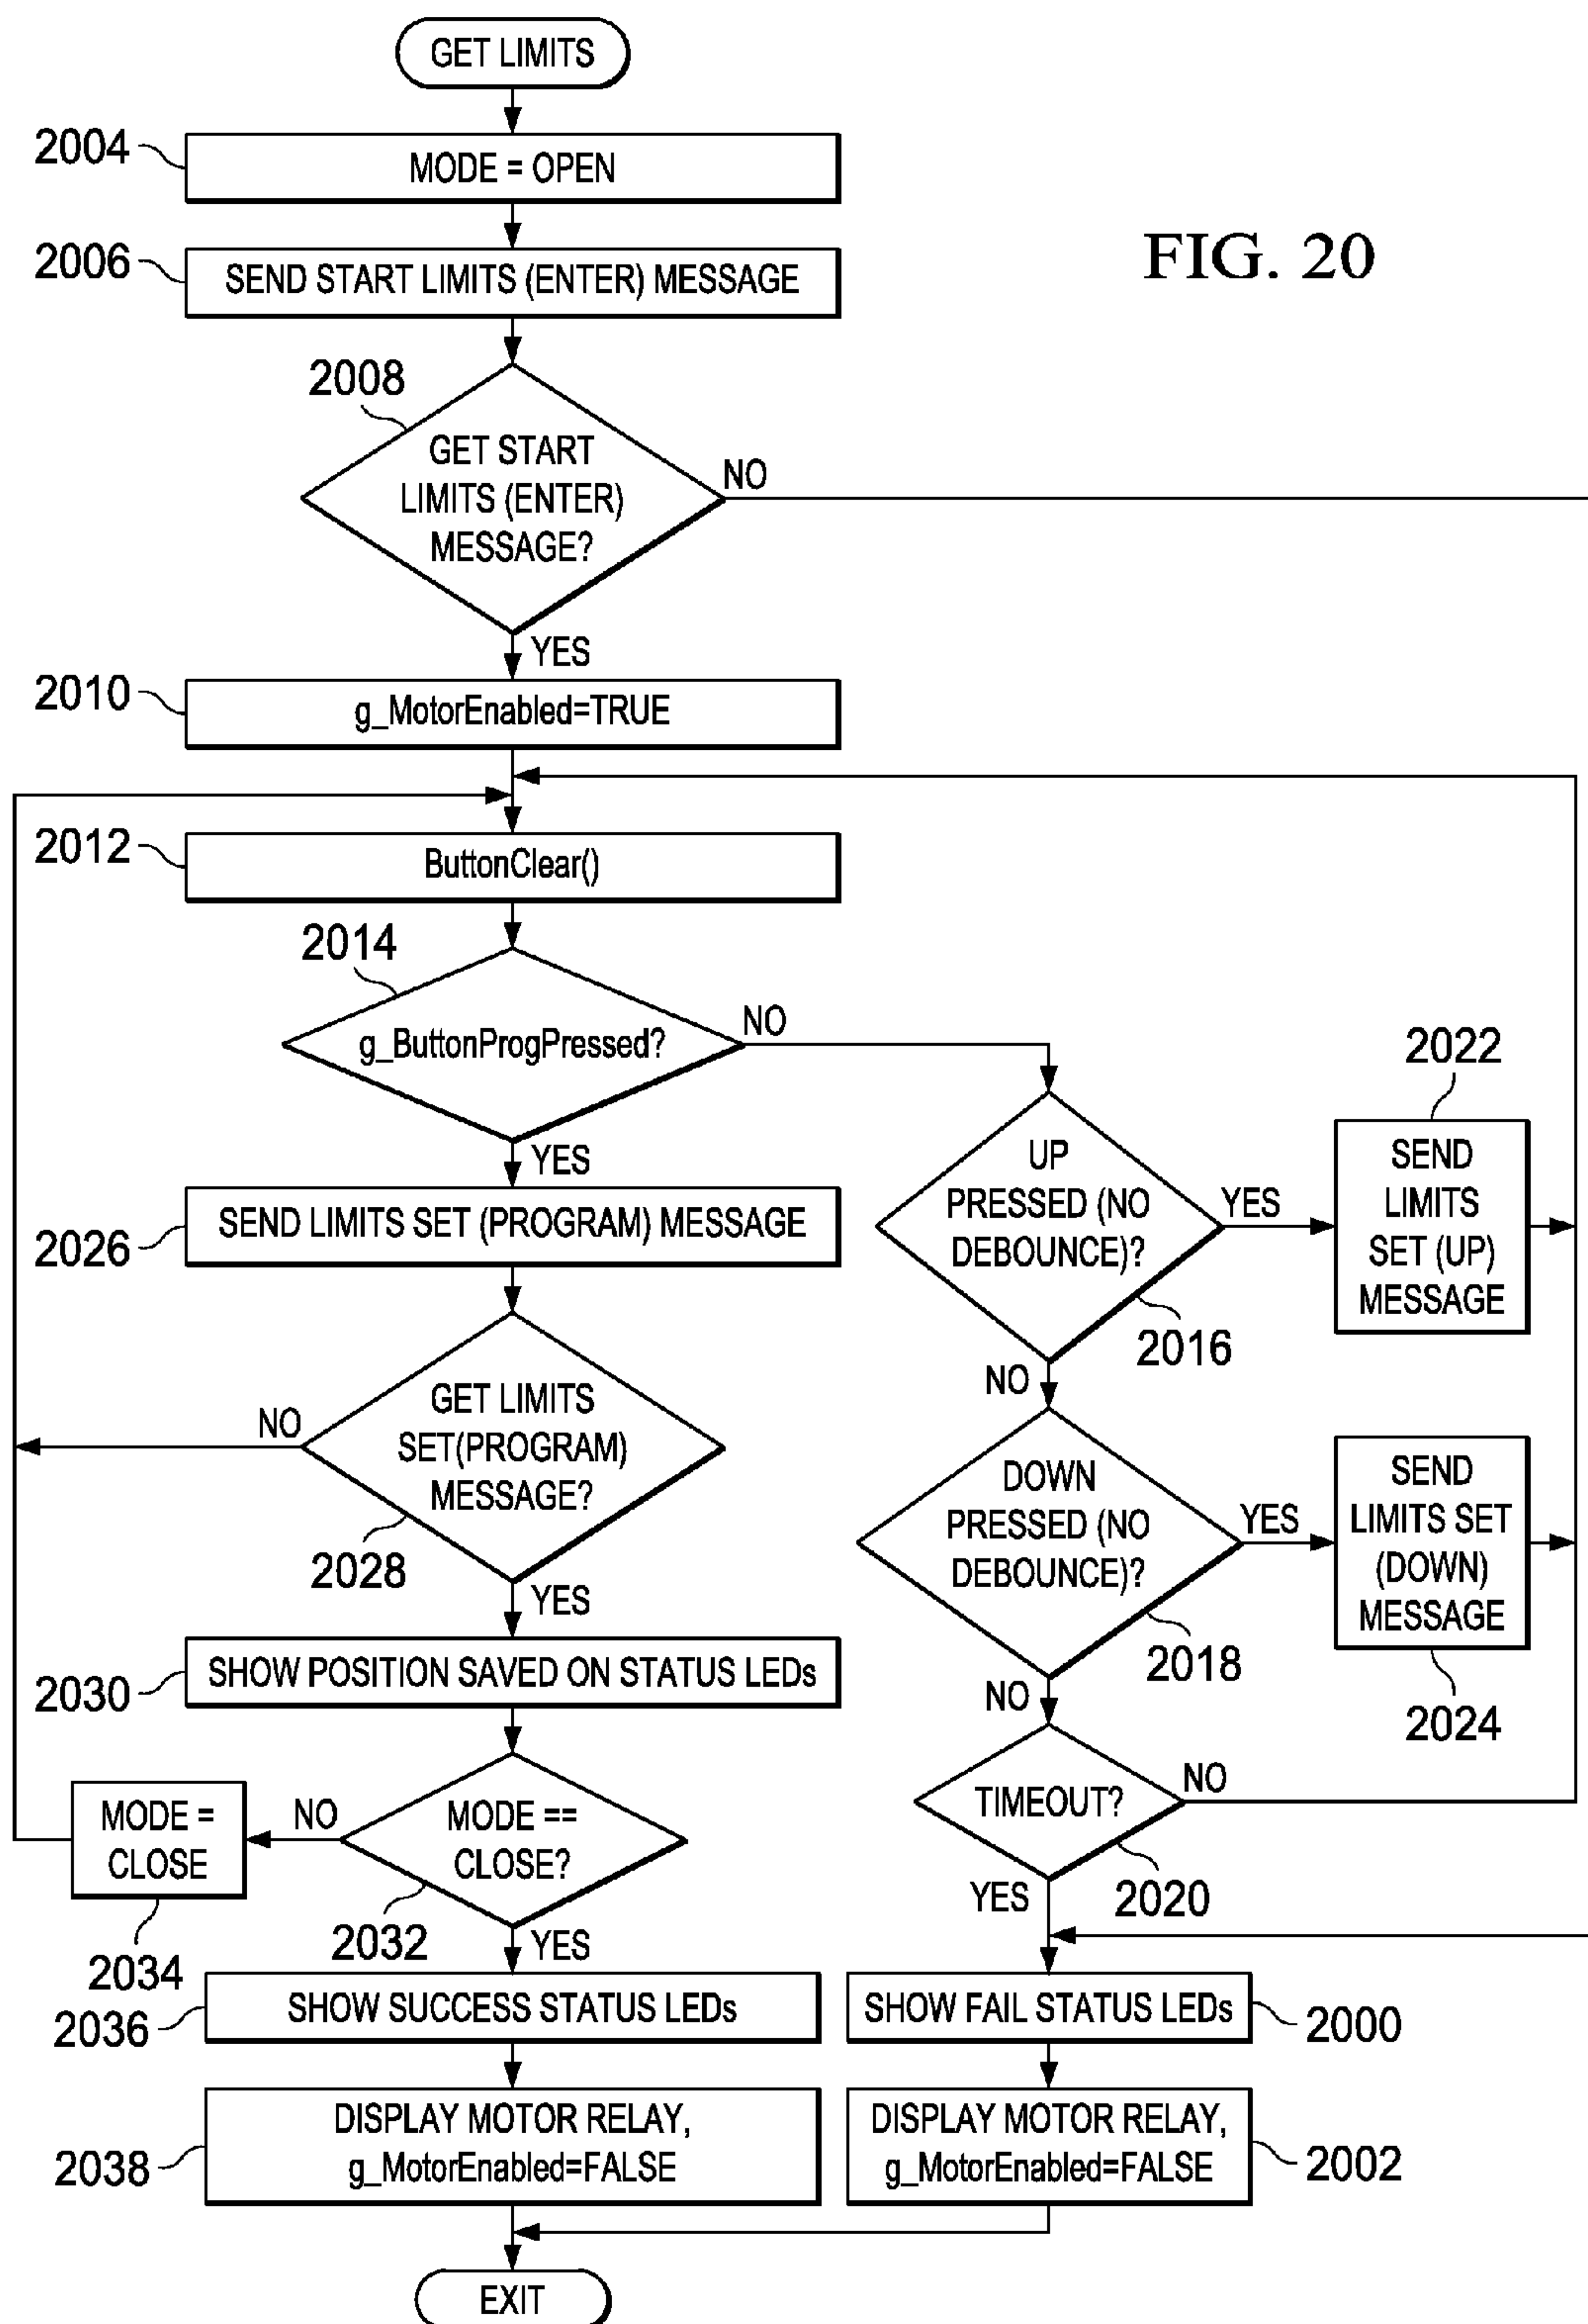 GET LIMITS
2004
MODE = OPEN
2006
SEND START LIMITS (ENTER) MESSAGE
FIG. 20
2008
GET START
LIMITS (ENTER)
MESSAGE?
NO
YES
2010
g_MotorEnabled=TRUE
2012
ButtonClear()
2014
g_ButtonProgPressed?
NO
YES
2026
SEND LIMITS SET (PROGRAM) MESSAGE
UP
PRESSED (NO
DEBOUNCE)?
YES
2016
NO
2022
SEND
LIMITS
SET (UP)
MESSAGE
GET LIMITS
SET(PROGRAM)
MESSAGE?
NO
2028
YES
DOWN
PRESSED (NO
DEBOUNCE)?
YES
2018
NO
SEND
LIMITS SET
(DOWN)
MESSAGE
2024
2030
SHOW POSITION SAVED ON STATUS LEDs
MODE ==
CLOSE?
NO
2032
YES
MODE =
CLOSE
2034
TIMEOUT?
NO
2020
YES
2036
SHOW SUCCESS STATUS LEDs
SHOW FAIL STATUS LEDs
2000
2038
DISPLAY MOTOR RELAY,
g_MotorEnabled=FALSE
DISPLAY MOTOR RELAY,
g_MotorEnabled=FALSE
2002
EXIT